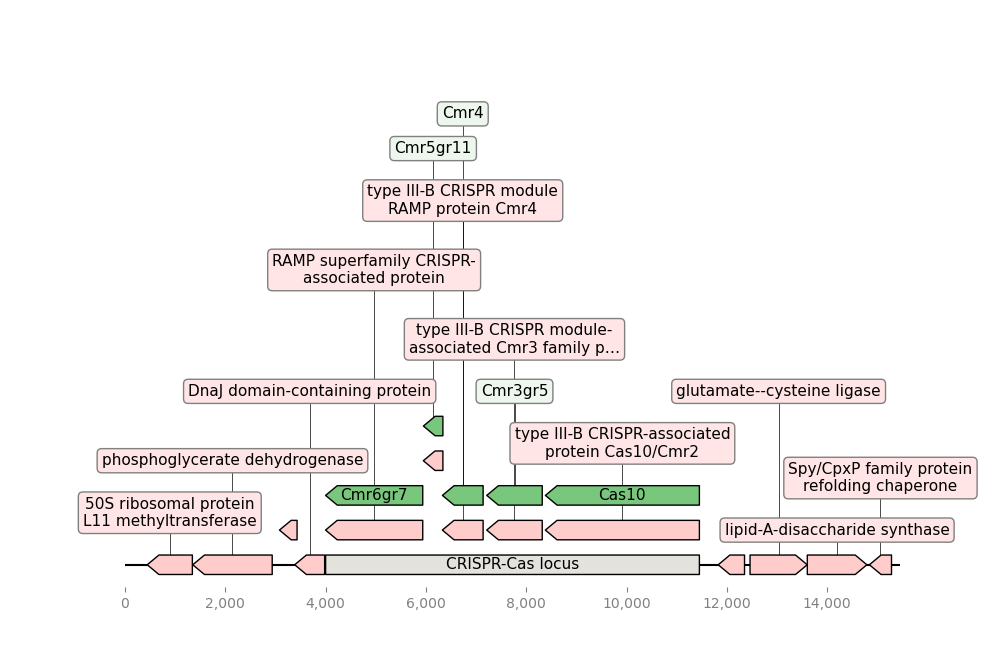 Cmr4
Cmr5gr11
type III-B CRISPR module
RAMP protein Cmr4
RAMP superfamily CRISPR-
associated protein
type III-B CRISPR module-
associated Cmr3 family p…
DnaJ domain-containing protein
Cmr3gr5
glutamate--cysteine ligase
type III-B CRISPR-associated
protein Cas10/Cmr2
phosphoglycerate dehydrogenase
Spy/CpxP family protein
refolding chaperone
Cmr6gr7
Cas10
50S ribosomal protein
L11 methyltransferase
lipid-A-disaccharide synthase
CRISPR-Cas locus
0 2,000 4,000 6,000 8,000 10,000 12,000 14,000